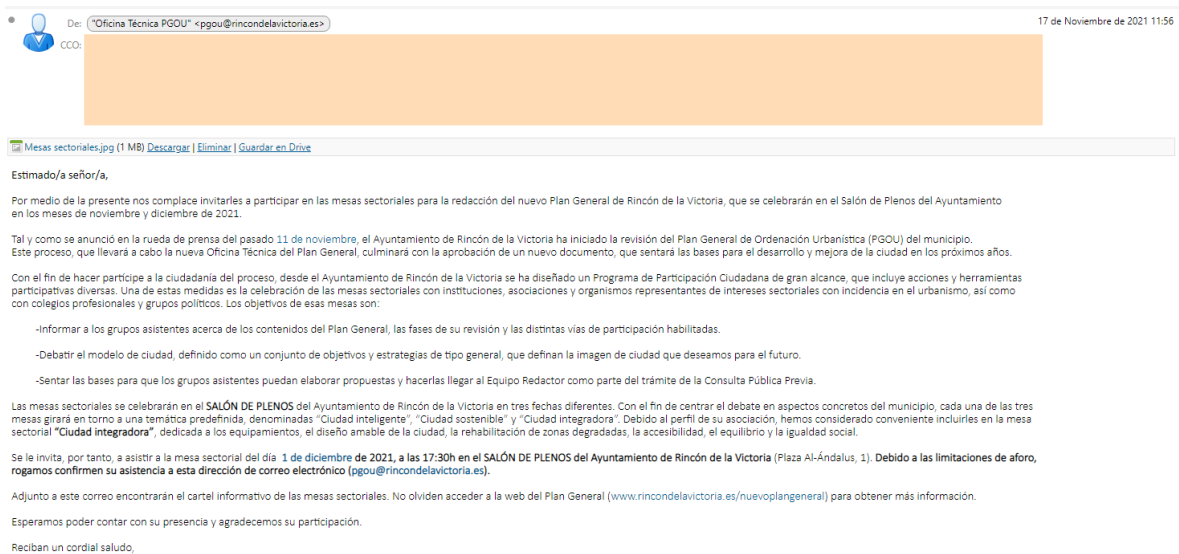 De: "Oficina Técnica PGOU" <pgou@rincondelavictoria.es>
17 de Noviembre de 2021 11:56
CCO:
Mesas sectoriales.jpg (1 MB) Descargar | Eliminar | Guardar en Drive
Estimado/a señor/a,
Por medio de la presente nos complace invitarles a participar en las mesas sectoriales para la redacción del nuevo Plan General de Rincón de la Victoria, que se celebrarán en el Salón de Plenos del Ayuntamiento
en los meses de noviembre y diciembre de 2021.
Tal y como se anunció en la rueda de prensa del pasado 11 de noviembre, el Ayuntamiento de Rincón de la Victoria ha iniciado la revisión del Plan General de Ordenación Urbanística (PGOU) del municipio.
Este proceso, que llevará a cabo la nueva Oficina Técnica del Plan General, culminará con la aprobación de un nuevo documento, que sentará las bases para el desarrollo y mejora de la ciudad en los próximos años.
Con el fin de hacer partícipe a la ciudadanía del proceso, desde el Ayuntamiento de Rincón de la Victoria se ha diseñado un Programa de Participación Ciudadana de gran alcance, que incluye acciones y herramientas
participativas diversas. Una de estas medidas es la celebración de las mesas sectoriales con instituciones, asociaciones y organismos representantes de intereses sectoriales con incidencia en el urbanismo, así como
con colegios profesionales y grupos políticos. Los objetivos de esas mesas son:
-Informar a los grupos asistentes acerca de los contenidos del Plan General, las fases de su revisión y las distintas vías de participación habilitadas.
-Debatir el modelo de ciudad, definido como un conjunto de objetivos y estrategias de tipo general, que definan la imagen de ciudad que deseamos para el futuro.
-Sentar las bases para que los grupos asistentes puedan elaborar propuestas y hacerlas llegar al Equipo Redactor como parte del trámite de la Consulta Pública Previa.
Las mesas sectoriales se celebrarán en el SALÓN DE PLENOS del Ayuntamiento de Rincón de la Victoria en tres fechas diferentes. Con el fin de centrar el debate en aspectos concretos del municipio, cada una de las tres
mesas girará en torno a una temática predefinida, denominadas “Ciudad inteligente”, “Ciudad sostenible” y “Ciudad integradora”. Debido al perfil de su asociación, hemos considerado conveniente incluirles en la mesa
sectorial “Ciudad integradora”, dedicada a los equipamientos, el diseño amable de la ciudad, la rehabilitación de zonas degradadas, la accesibilidad, el equilibrio y la igualdad social.
Se le invita, por tanto, a asistir a la mesa sectorial del día 1 de diciembre de 2021, a las 17:30h en el SALÓN DE PLENOS del Ayuntamiento de Rincón de la Victoria (Plaza Al-Ándalus, 1). Debido a las limitaciones de aforo,
rogamos confirmen su asistencia a esta dirección de correo electrónico (pgou@rincondelavictoria.es).
Adjunto a este correo encontrarán el cartel informativo de las mesas sectoriales. No olviden acceder a la web del Plan General (www.rincondelavictoria.es/nuevoplangeneral) para obtener más información.
Esperamos poder contar con su presencia y agradecemos su participación.
Reciban un cordial saludo,